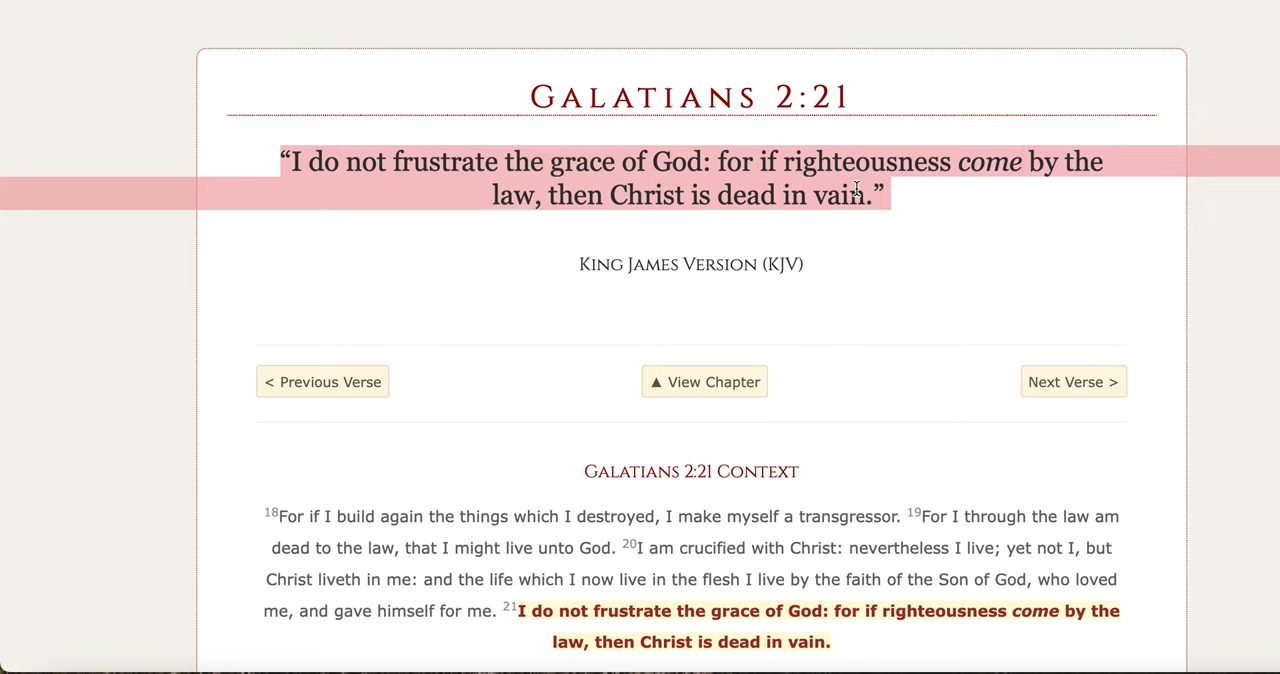 GALATIANS 2:21
“I do not frustrate the grace of God: for if righteousness come by the
law, then Christ is dead in vain.”
KING JAMES VERSION (KJV)
< Previous Verse
▲ View Chapter
Next Verse >
GALATIANS 2:21 CONTEXT
18For if I build again the things which I destroyed, I make myself a transgressor. 19For I through the law am
dead to the law, that I might live unto God. 20I am crucified with Christ: nevertheless I live; yet not I, but
Christ liveth in me: and the life which I now live in the flesh I live by the faith of the Son of God, who loved
me, and gave himself for me. 21I do not frustrate the grace of God: for if righteousness come by the
law, then Christ is dead in vain.